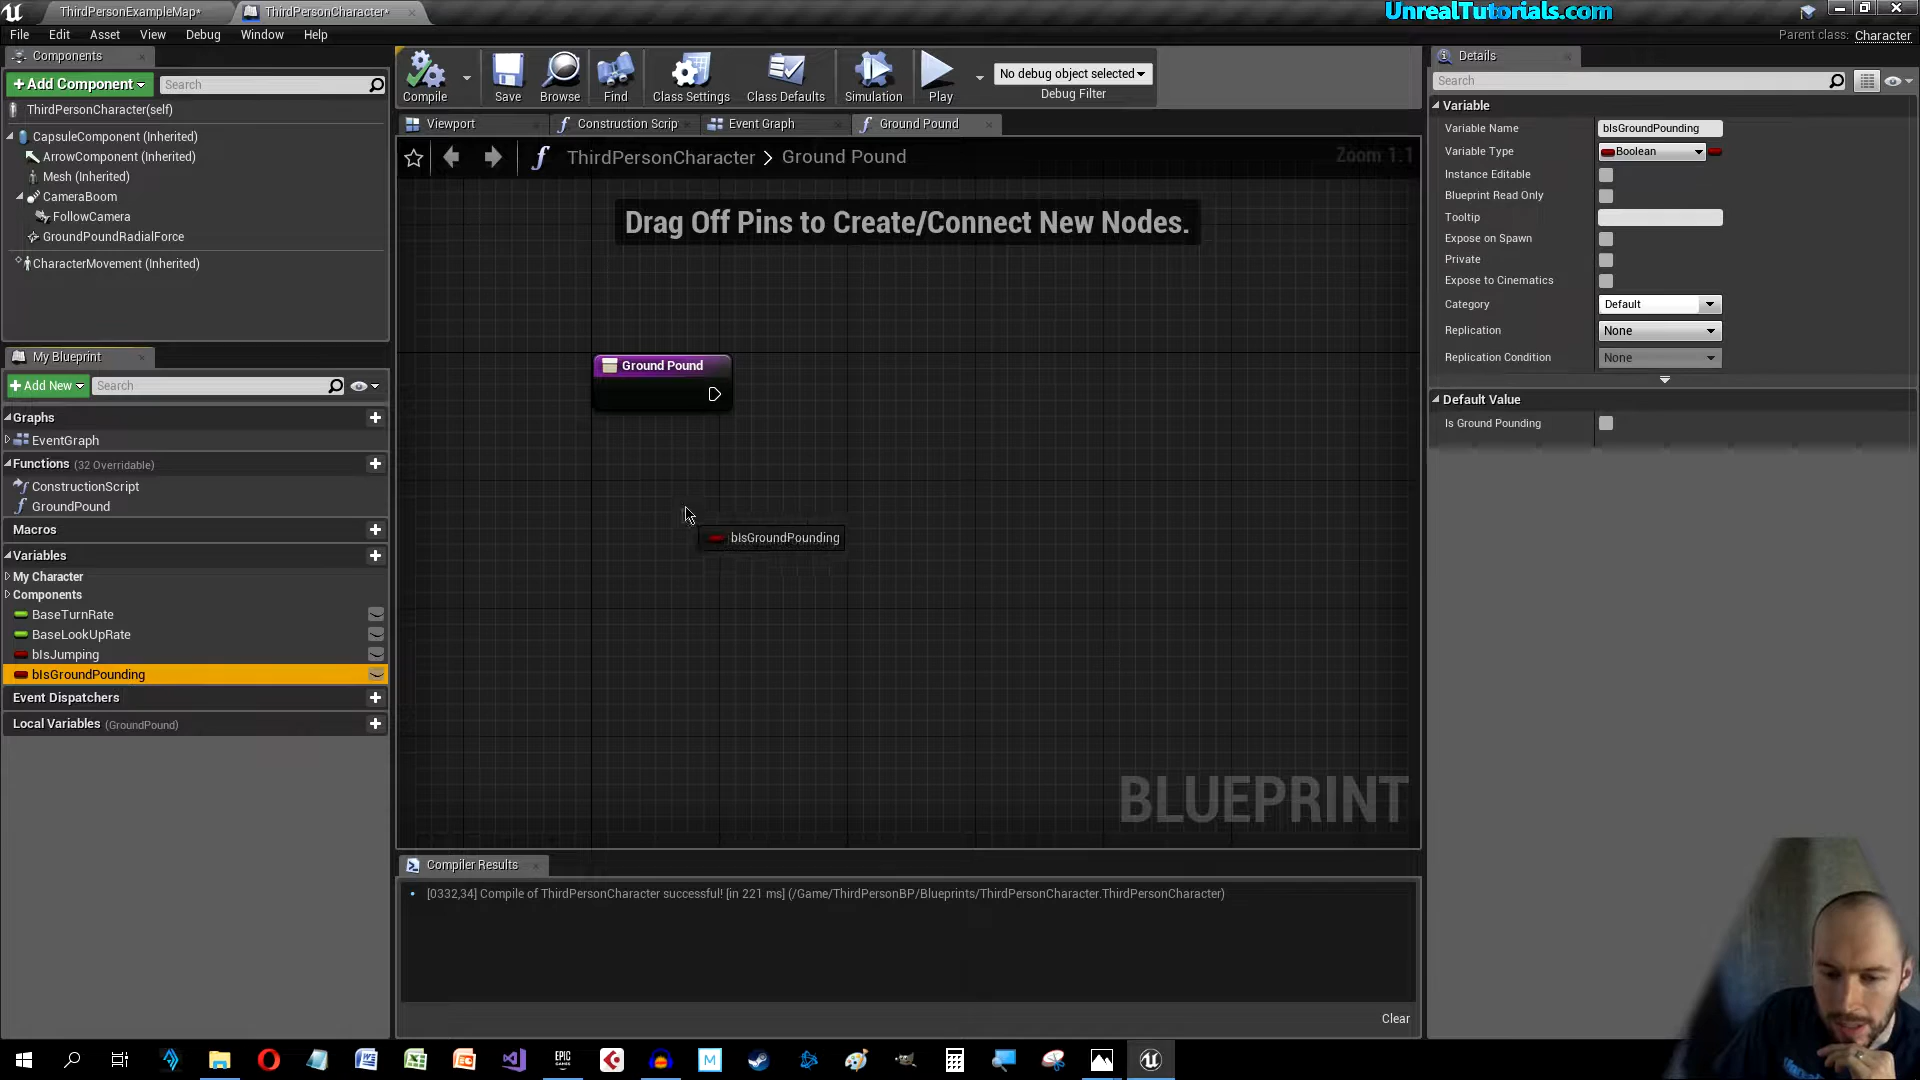 ThirdPersonExampleMap*
ThirdPersonCharacter*
UnrealTutorials.com
File Edit Asset View Debug Window Help
Parent class: Character
Components
+Add Component
Search
ThirdPersonCharacter(self)
CapsuleComponent (Inherited)
ArrowComponent (Inherited)
Mesh (Inherited)
CameraBoom
FollowCamera
GroundPoundRadialForce
CharacterMovement (Inherited)
My Blueprint
+Add New
Search
Graphs
EventGraph
Functions (32 Overridable)
ConstructionScript
GroundPound
Macros
Variables
My Character
Components
BaseTurnRate
BaseLookUpRate
bIsJumping
bIsGroundPounding
Event Dispatchers
Local Variables (GroundPound)
Compile
Save
Browse
Find
Class Settings
Class Defaults
Simulation
Play
No debug object selected
Debug Filter
Viewport
Construction Scrip
Event Graph
Ground Pound
ThirdPersonCharacter > Ground Pound
Zoom 1:1
Drag Off Pins to Create/Connect New Nodes.
Ground Pound
bIsGroundPounding
BLUEPRINT
Compiler Results
[0332,34] Compile of ThirdPersonCharacter successful! [in 221 ms] (/Game/ThirdPersonBP/Blueprints/ThirdPersonCharacter.ThirdPersonCharacter)
Clear
Details
Search
Variable
Variable Name bIsGroundPounding
Variable Type Boolean
Instance Editable
Blueprint Read Only
Tooltip
Expose on Spawn
Private
Expose to Cinematics
Category Default
Replication None
Replication Condition None
Default Value
Is Ground Pounding